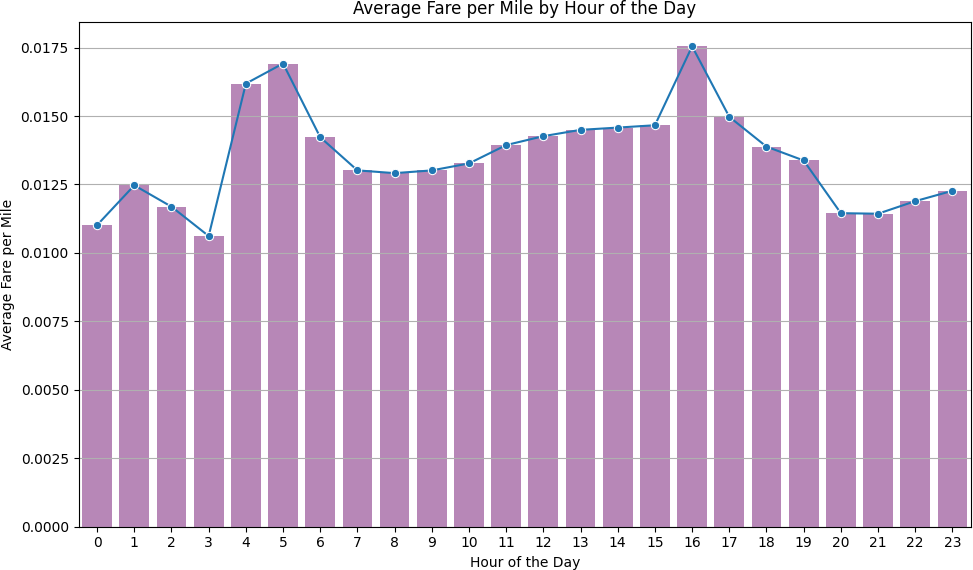 Average Fare per Mile by Hour of the Day
Average Fare per Mile
0.0175
0.0150
0.0125
0.0100
0.0075
0.0050
0.0025
0.0000
0 1 2 3 4 5 6 7 8 9 10 11 12 13 14 15 16 17 18 19 20 21 22 23
Hour of the Day